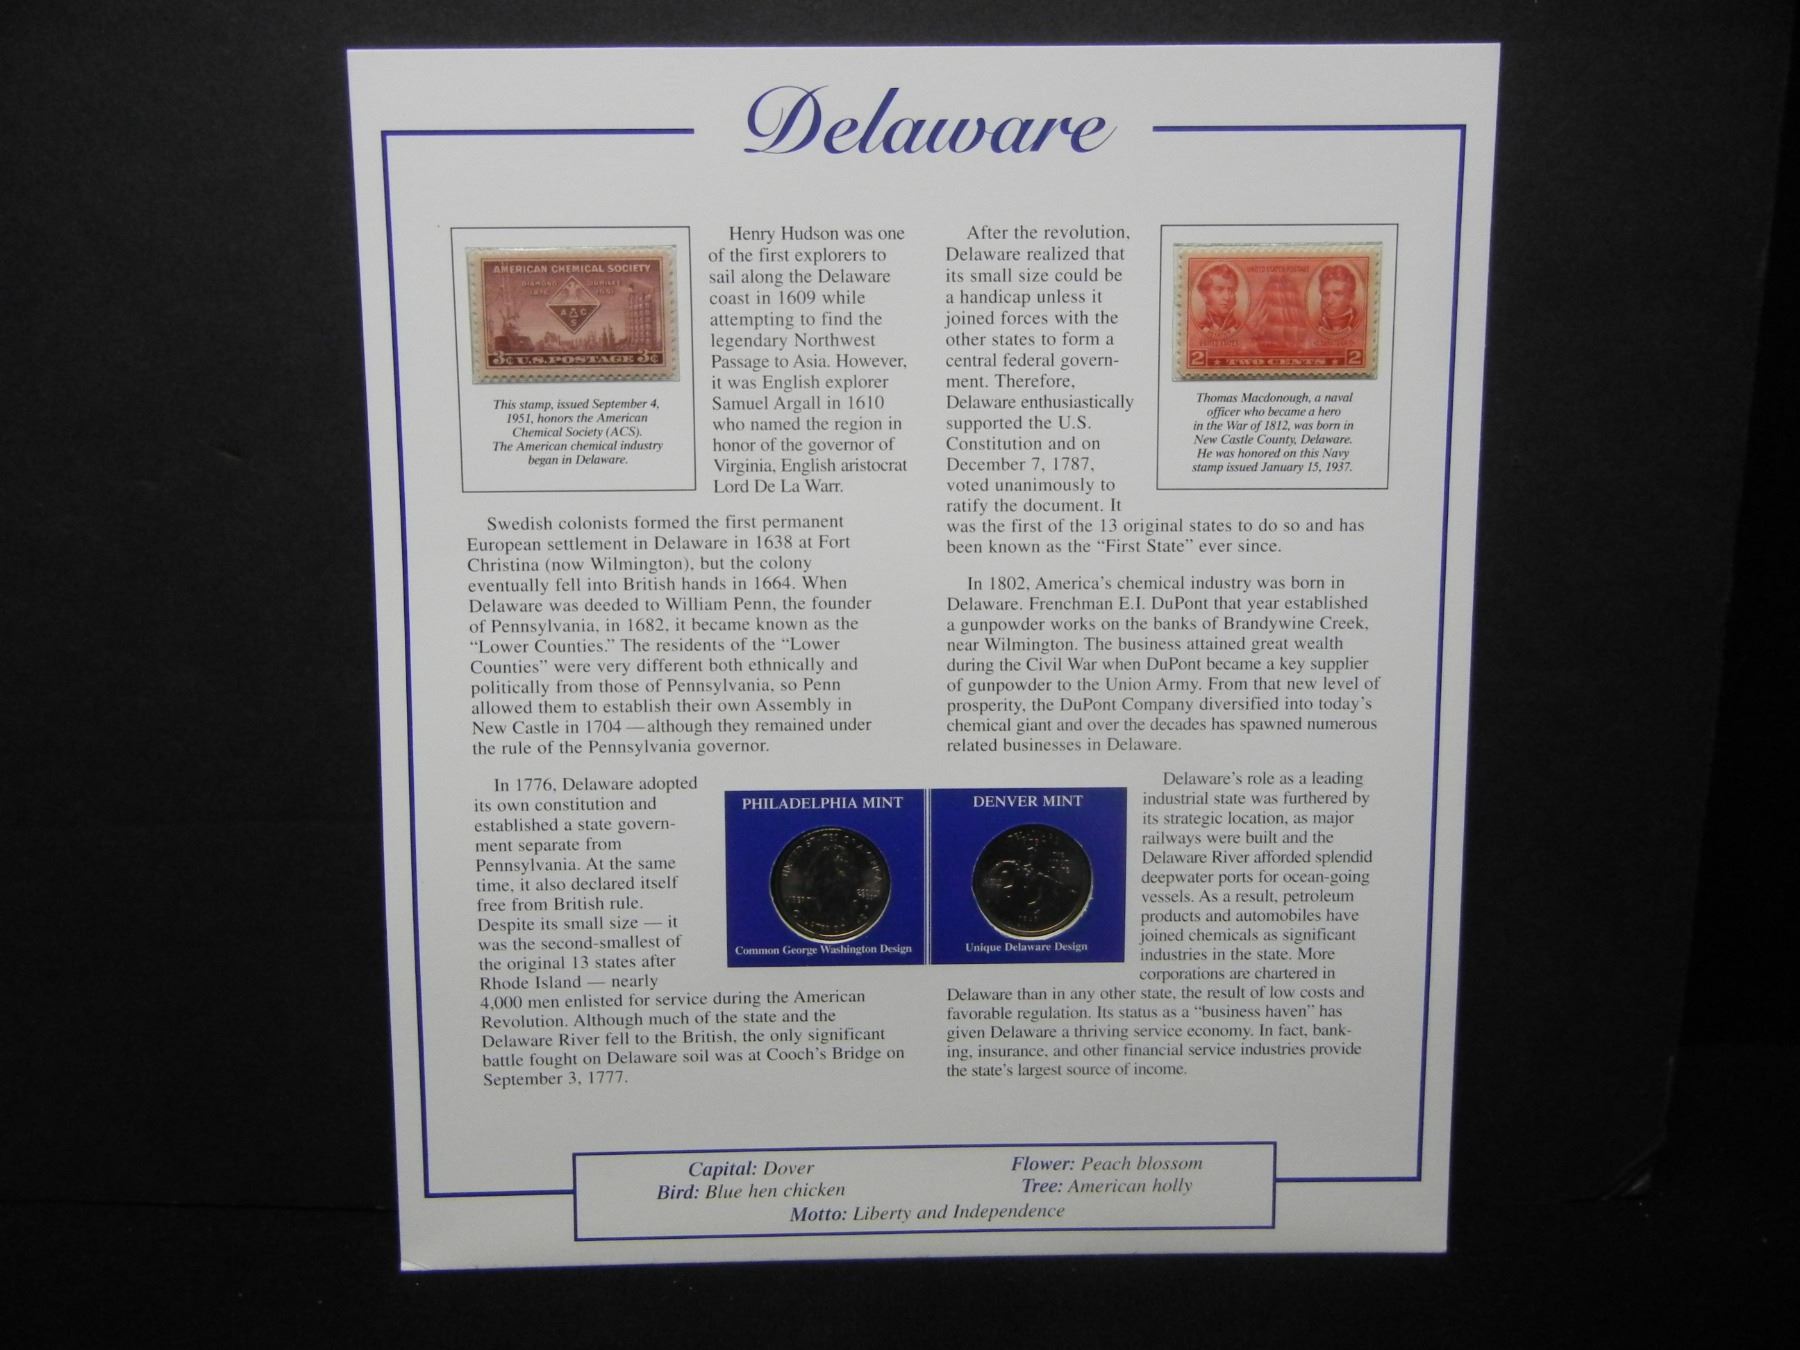 Delaware
AMERICAN CHEMICAL SOCIETY
DIAMOND JUBILEE
1876 1951
A C
S
3¢ U.S. POSTAGE 3¢
This stamp, issued September 4,
1951, honors the American
Chemical Society (ACS).
The American chemical industry
began in Delaware.
Henry Hudson was one
of the first explorers to
sail along the Delaware
coast in 1609 while
attempting to find the
legendary Northwest
Passage to Asia. However,
it was English explorer
Samuel Argall in 1610
who named the region in
honor of the governor of
Virginia, English aristocrat
Lord De La Warr.
Swedish colonists formed the first permanent
European settlement in Delaware in 1638 at Fort
Christina (now Wilmington), but the colony
eventually fell into British hands in 1664. When
Delaware was deeded to William Penn, the founder
of Pennsylvania, in 1682, it became known as the
“Lower Counties.” The residents of the “Lower
Counties” were very different both ethnically and
politically from those of Pennsylvania, so Penn
allowed them to establish their own Assembly in
New Castle in 1704 — although they remained under
the rule of the Pennsylvania governor.
In 1776, Delaware adopted
its own constitution and
established a state govern-
ment separate from
Pennsylvania. At the same
time, it also declared itself
free from British rule.
Despite its small size — it
was the second-smallest of
the original 13 states after
Rhode Island — nearly
4,000 men enlisted for service during the American
Revolution. Although much of the state and the
Delaware River fell to the British, the only significant
battle fought on Delaware soil was at Cooch’s Bridge on
September 3, 1777.
After the revolution,
Delaware realized that
its small size could be
a handicap unless it
joined forces with the
other states to form a
central federal govern-
ment. Therefore,
Delaware enthusiastically
supported the U.S.
Constitution and on
December 7, 1787,
voted unanimously to
ratify the document. It
was the first of the 13 original states to do so and has
been known as the “First State” ever since.
UNITED STATES POSTAGE
2 TWO CENTS 2
Thomas Macdonough, a naval
officer who became a hero
in the War of 1812, was born in
New Castle County, Delaware.
He was honored on this Navy
stamp issued January 15, 1937.
In 1802, America’s chemical industry was born in
Delaware. Frenchman E.I. DuPont that year established
a gunpowder works on the banks of Brandywine Creek,
near Wilmington. The business attained great wealth
during the Civil War when DuPont became a key supplier
of gunpowder to the Union Army. From that new level of
prosperity, the DuPont Company diversified into today’s
chemical giant and over the decades has spawned numerous
related businesses in Delaware.
Delaware’s role as a leading
industrial state was furthered by
its strategic location, as major
railways were built and the
Delaware River afforded splendid
deepwater ports for ocean-going
vessels. As a result, petroleum
products and automobiles have
joined chemicals as significant
industries in the state. More
corporations are chartered in
Delaware than in any other state, the result of low costs and
favorable regulation. Its status as a “business haven” has
given Delaware a thriving service economy. In fact, bank-
ing, insurance, and other financial service industries provide
the state’s largest source of income.
PHILADELPHIA MINT
UNITED STATES OF AMERICA
LIBERTY
Common George Washington Design
DENVER MINT
DELAWARE
Unique Delaware Design
Capital: Dover
Flower: Peach blossom
Bird: Blue hen chicken
Tree: American holly
Motto: Liberty and Independence